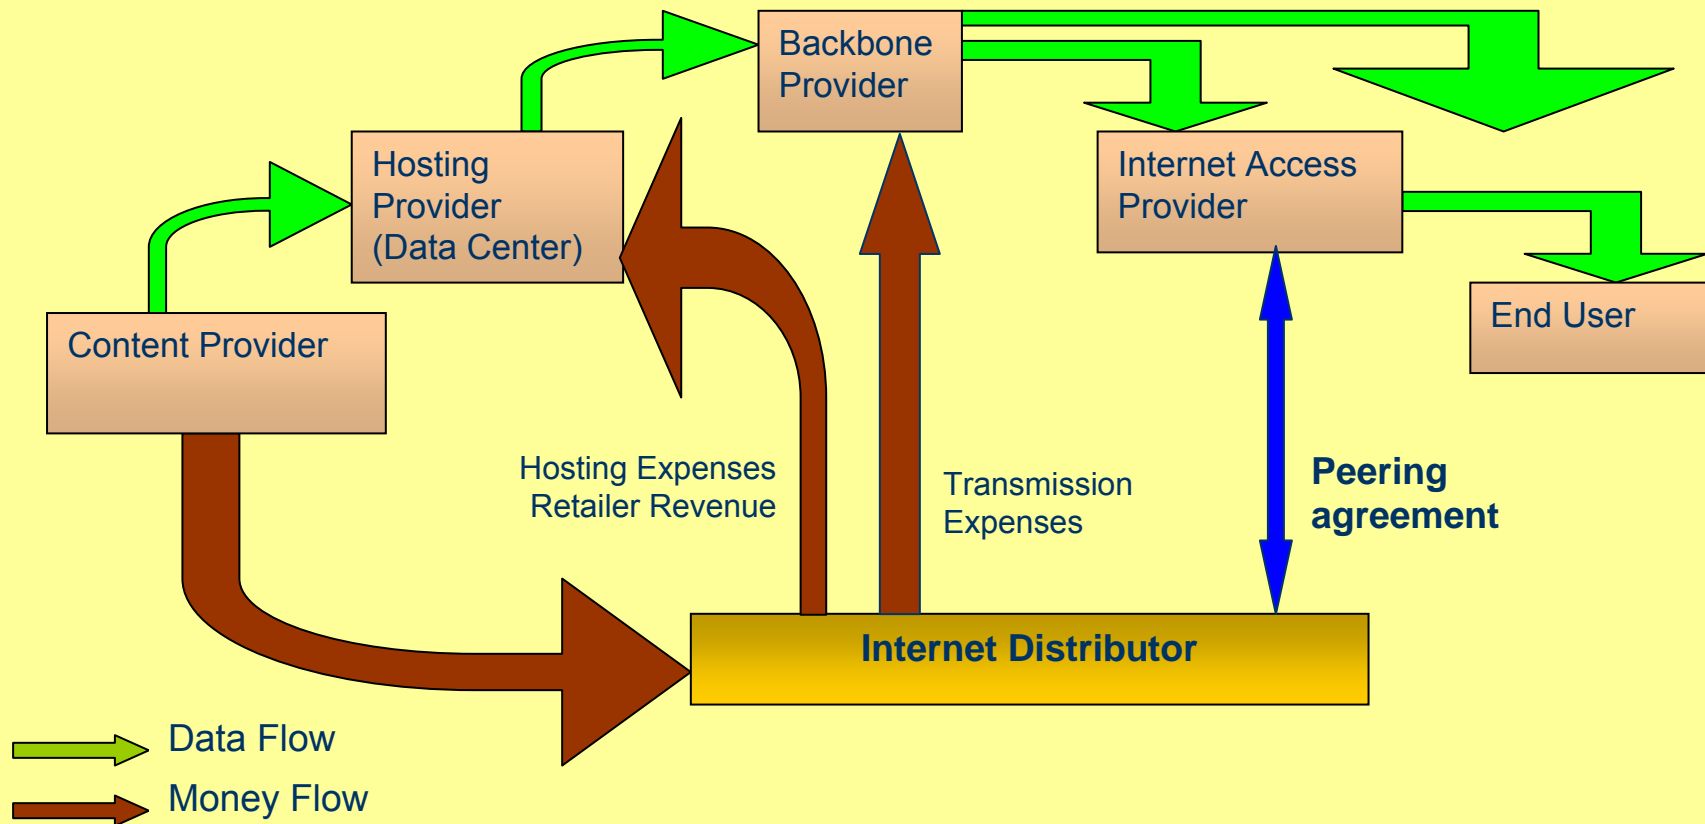 Backbone
Provider
Hosting
Provider
(Data Center)
Internet Access
Provider
Content Provider
End User
Hosting Expenses
Retailer Revenue
Transmission
Expenses
Peering
agreement
Internet Distributor
Data Flow
Money Flow